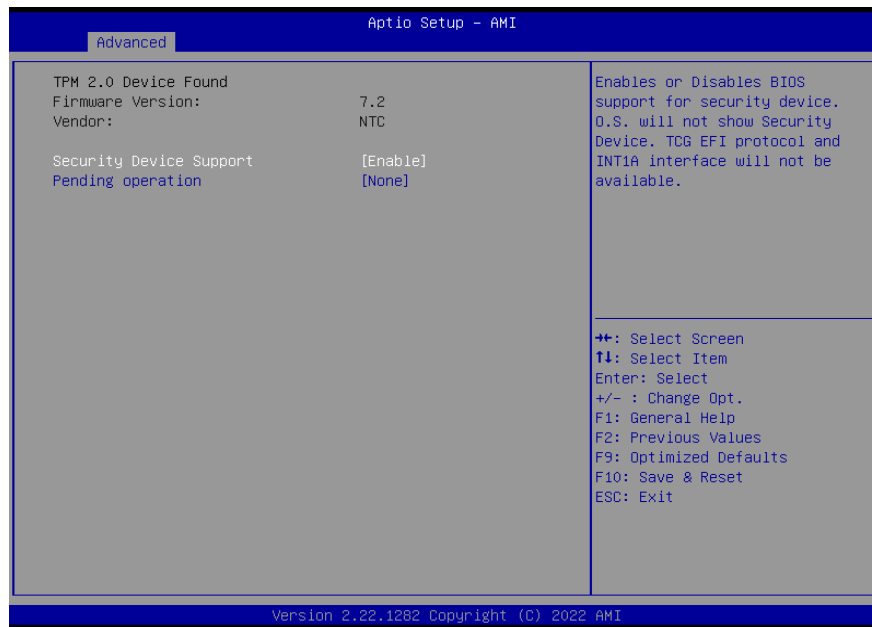 Aptio Setup – AMI
Advanced
TPM 2.0 Device Found
Firmware Version: 7.2
Vendor: NTC
Security Device Support [Enable]
Pending operation [None]
Enables or Disables BIOS
support for security device.
O.S. will not show Security
Device. TCG EFI protocol and
INT1A interface will not be
available.
→←: Select Screen
↑↓: Select Item
Enter: Select
+/- : Change Opt.
F1: General Help
F2: Previous Values
F9: Optimized Defaults
F10: Save & Reset
ESC: Exit
Version 2.22.1282 Copyright (C) 2022 AMI